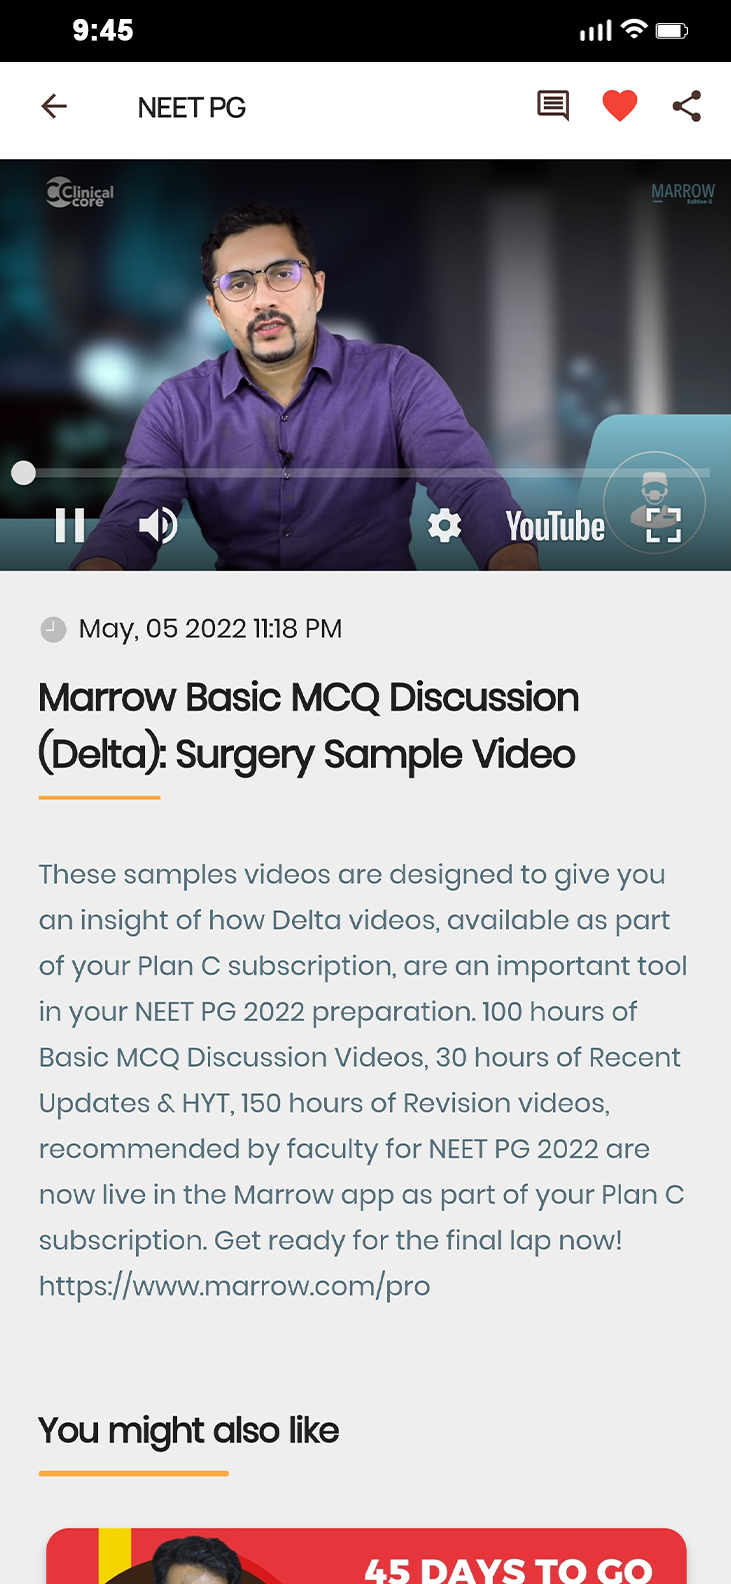 9:45
NEET PG
Clinical
core
MARROW
Edition 5
YouTube
May, 05 2022 11:18 PM
Marrow Basic MCQ Discussion
(Delta): Surgery Sample Video
These samples videos are designed to give you
an insight of how Delta videos, available as part
of your Plan C subscription, are an important tool
in your NEET PG 2022 preparation. 100 hours of
Basic MCQ Discussion Videos, 30 hours of Recent
Updates & HYT, 150 hours of Revision videos,
recommended by faculty for NEET PG 2022 are
now live in the Marrow app as part of your Plan C
subscription. Get ready for the final lap now!
https://www.marrow.com/pro
You might also like
45 DAYS TO GO